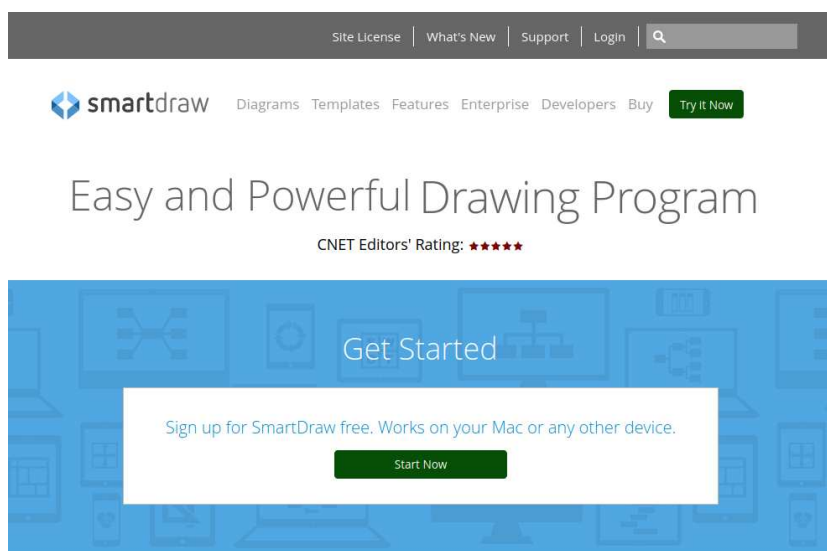 Site License What's New Support Login
smartdraw Diagrams Templates Features Enterprise Developers Buy Try It Now
Easy and Powerful Drawing Program
CNET Editors' Rating: ★★★★★
Get Started
Sign up for SmartDraw free. Works on your Mac or any other device.
Start Now